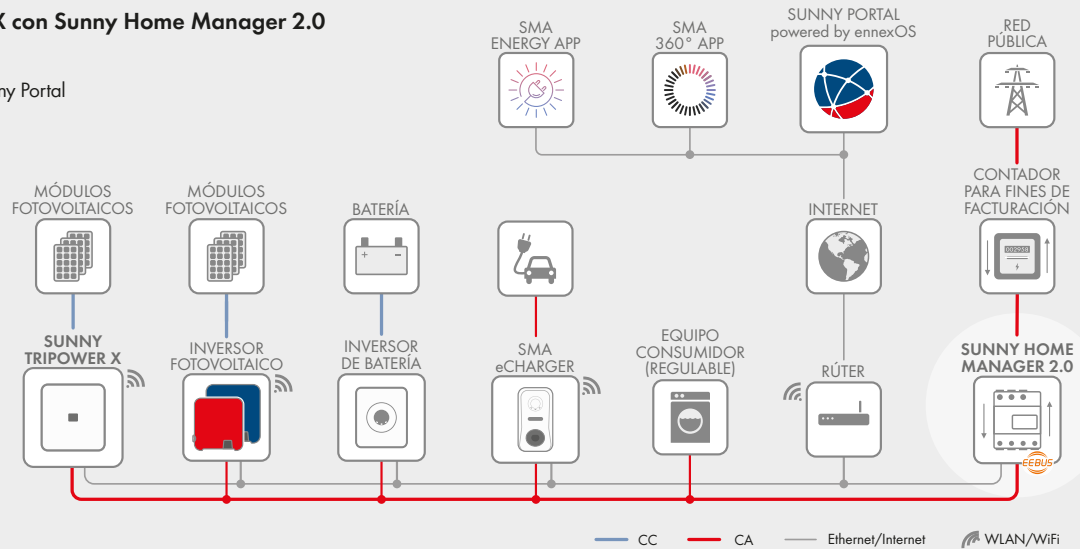 X con Sunny Home Manager 2.0
ny Portal
SMA
ENERGY APP
SMA
360° APP
SUNNY PORTAL
powered by ennexOS
RED
PÚBLICA
MÓDULOS
FOTOVOLTAICOS
MÓDULOS
FOTOVOLTAICOS
BATERÍA
+ -
INTERNET
CONTADOR
PARA FINES DE
FACTURACIÓN
002938
SUNNY
TRIPOWER X
INVERSOR
FOTOVOLTAICO
INVERSOR
DE BATERÍA
SMA
eCHARGER
EQUIPO
CONSUMIDOR
(REGULABLE)
RÚTER
SUNNY HOME
MANAGER 2.0
EEBUS
CC
CA
Ethernet/Internet
WLAN/WiFi